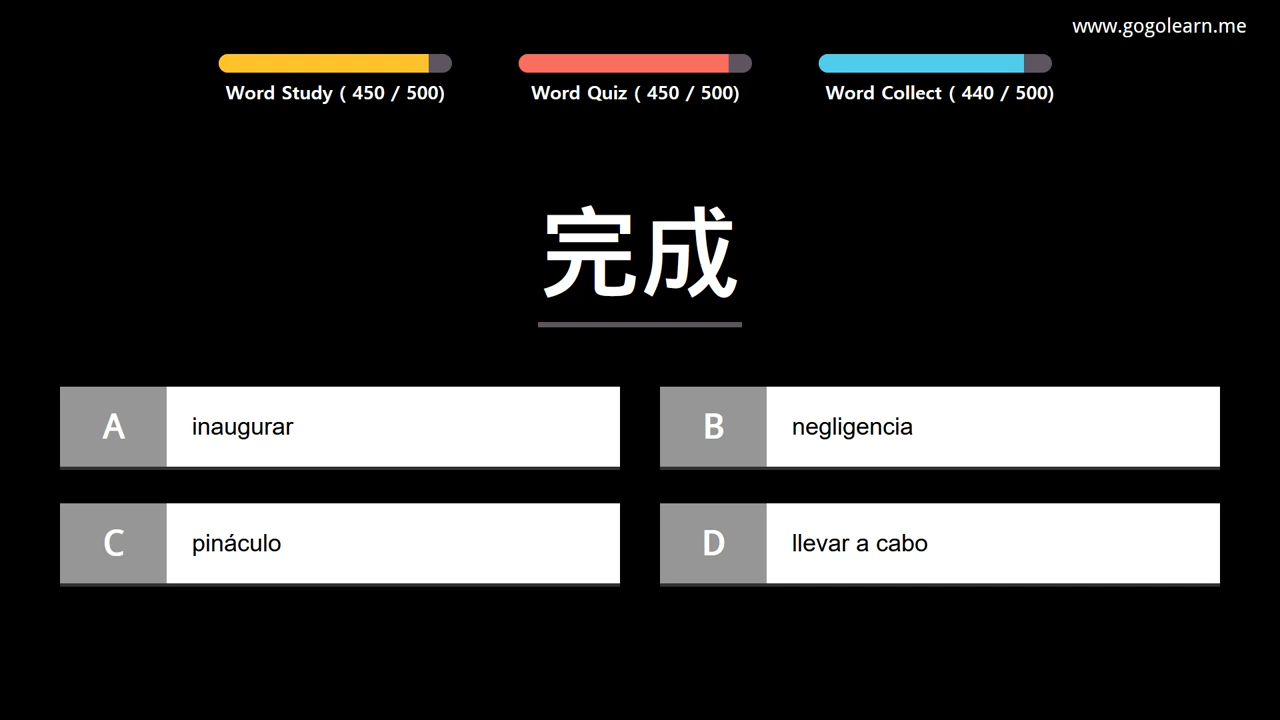 www.gogolearn.me
Word Study ( 450 / 500)
Word Quiz ( 450 / 500)
Word Collect ( 440 / 500)
完成
A
inaugurar
B
negligencia
C
pináculo
D
llevar a cabo